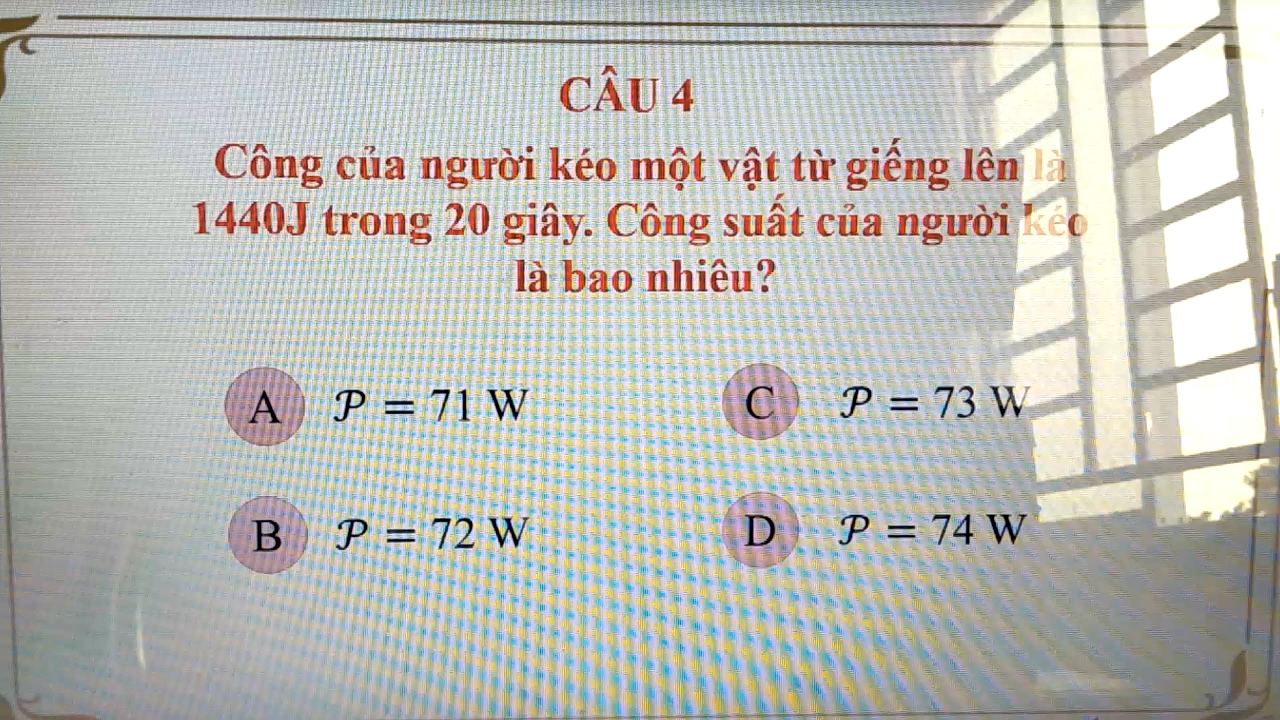 CÂU 4
Công của người kéo một vật từ giếng lên là
1440J trong 20 giây. Công suất của người kéo
là bao nhiêu?
A 𝒫 = 71 W
C 𝒫 = 73 W
B 𝒫 = 72 W
D 𝒫 = 74 W